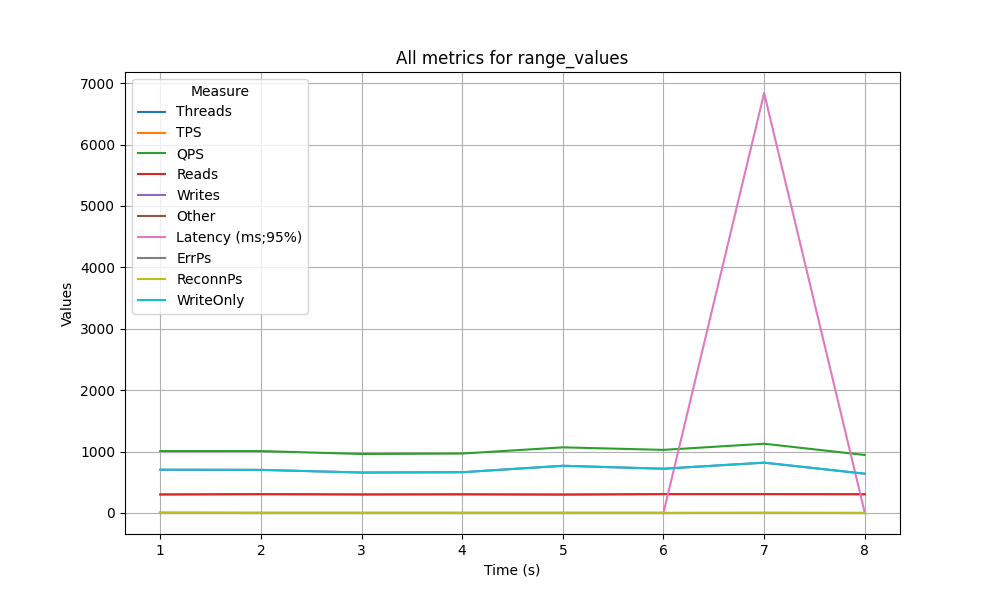 All metrics for range_values
7000
6000
5000
4000
3000
2000
1000
0
Values
Measure
Threads
TPS
QPS
Reads
Writes
Other
Latency (ms;95%)
ErrPs
ReconnPs
WriteOnly
1 2 3 4 5 6 7 8
Time (s)